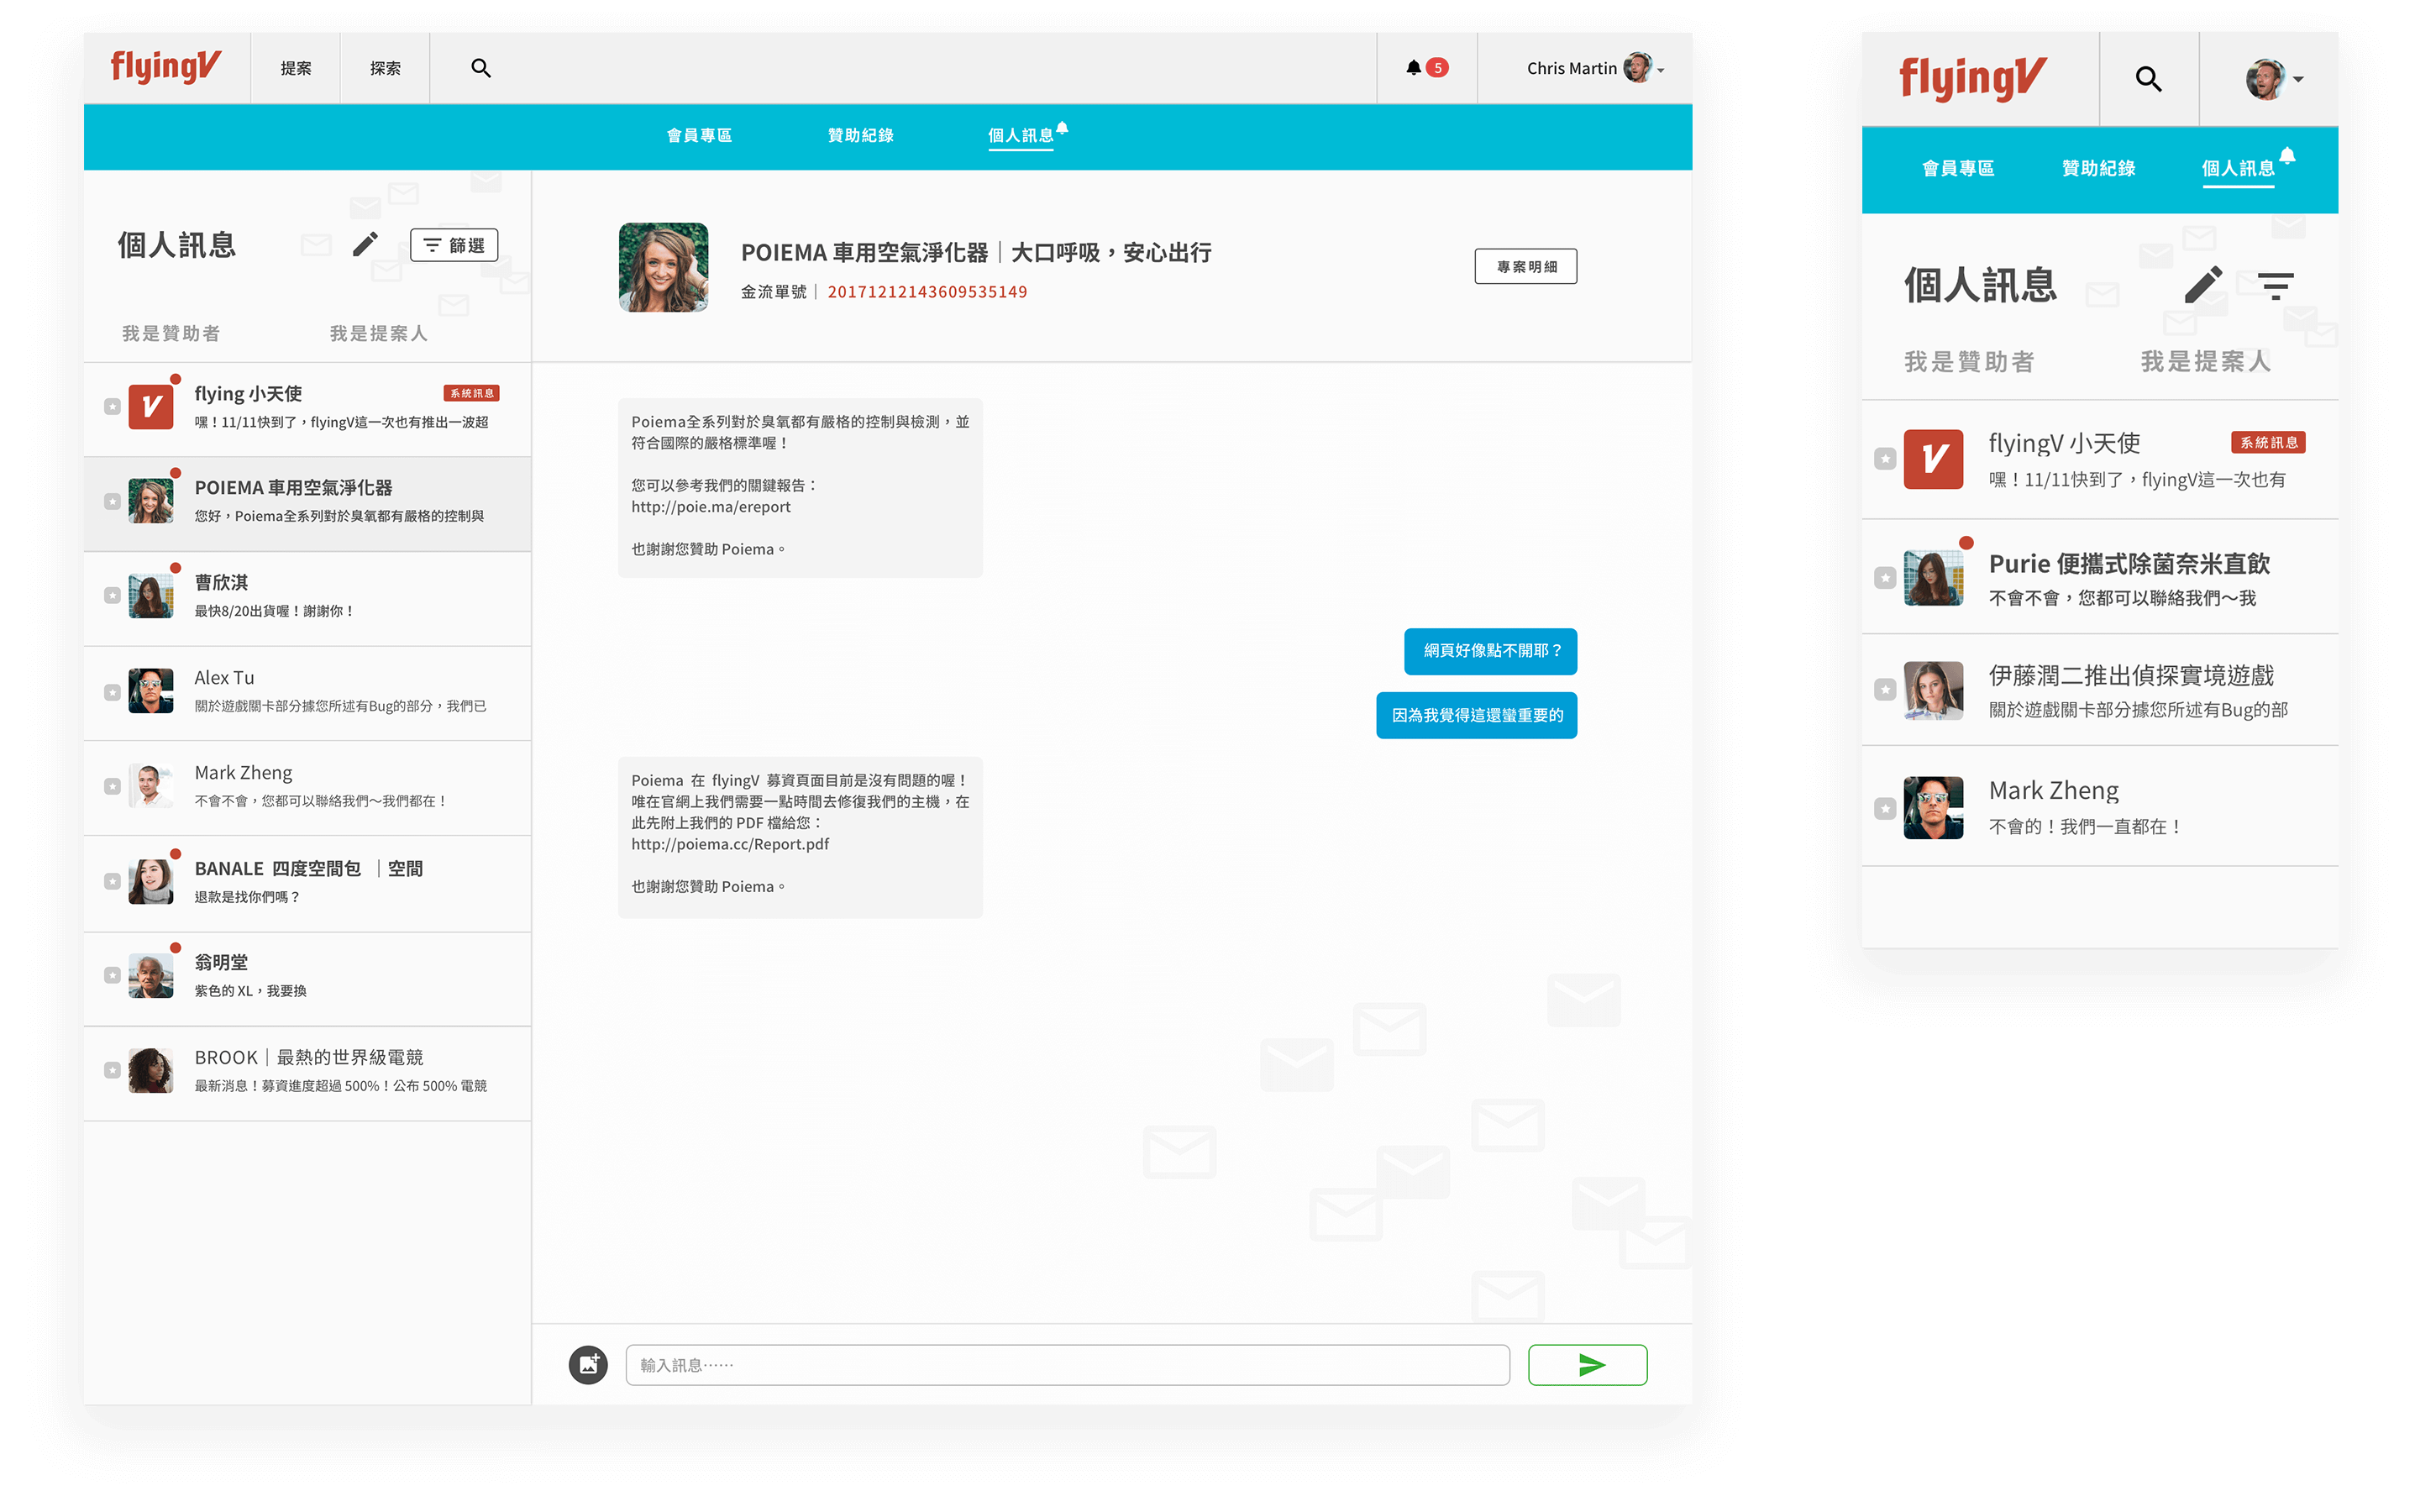 flyingV
提案
探索
5
Chris Martin
會員專區
贊助紀錄
個人訊息
個人訊息
篩選
我是贊助者
我是提案人
flying 小天使
系統訊息
嘿！11/11快到了，flyingV這一次也有推出一波超
POIEMA 車用空氣淨化器
您好，Poiema全系列對於臭氧都有嚴格的控制與
曹欣淇
最快8/20出貨喔！謝謝你！
Alex Tu
關於遊戲關卡部分據您所述有Bug的部分，我們已
Mark Zheng
不會不會，您都可以聯絡我們～我們都在！
BANALE 四度空間包 ｜空間
退款是找你們嗎？
翁明堂
紫色的 XL，我要換
BROOK｜最熱的世界級電競
最新消息！募資進度超過 500%！公布 500% 電競
POIEMA 車用空氣淨化器｜大口呼吸，安心出行
金流單號｜ 20171212143609535149
專案明細
Poiema全系列對於臭氧都有嚴格的控制與檢測，並
符合國際的嚴格標準喔！
您可以參考我們的關鍵報告：
http://poie.ma/ereport
也謝謝您贊助 Poiema。
網頁好像點不開耶？
因為我覺得這還蠻重要的
Poiema 在 flyingV 募資頁面目前是沒有問題的喔！
唯在官網上我們需要一點時間去修復我們的主機，在
此先附上我們的 PDF 檔給您：
http://poiema.cc/Report.pdf
也謝謝您贊助 Poiema。
輸入訊息⋯⋯
flyingV
會員專區
贊助紀錄
個人訊息
個人訊息
我是贊助者
我是提案人
flyingV 小天使
系統訊息
嘿！11/11快到了，flyingV這一次也有
Purie 便攜式除菌奈米直飲
不會不會，您都可以聯絡我們～我
伊藤潤二推出偵探實境遊戲
關於遊戲關卡部分據您所述有Bug的部
Mark Zheng
不會的！我們一直都在！